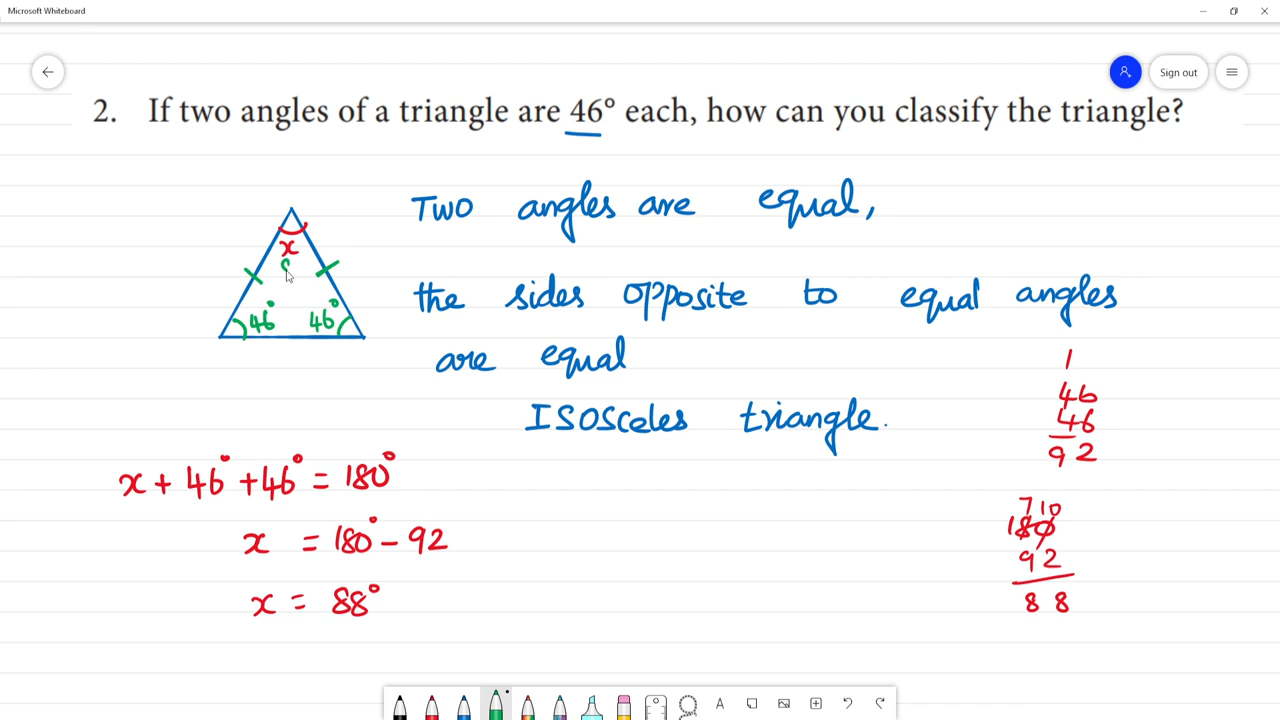 Microsoft Whiteboard
Sign out
2. If two angles of a triangle are 46° each, how can you classify the triangle?
Two angles are equal,
x
the sides opposite to equal angles
46° 46°
are equal
Isosceles triangle.
1
46
46
92
x + 46° + 46° = 180°
x = 180° - 92
x = 88°
7 10
180
92
88
A